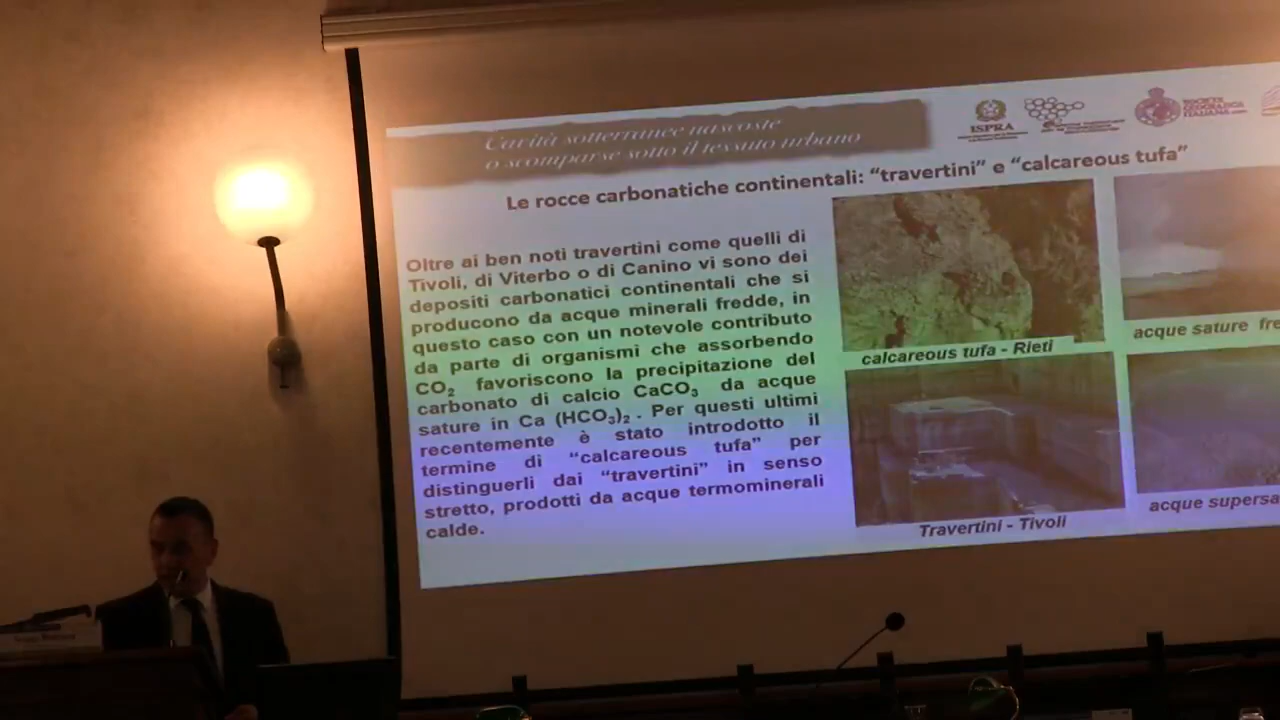 Cavità sotterranee nascoste
o scomparse sotto il tessuto urbano
ISPRA
SOCIETÀ
GEOGRAFICA
ITALIANA
Le rocce carbonatiche continentali: “travertini” e “calcareous tufa”
Oltre ai ben noti travertini come quelli di
Tivoli, di Viterbo o di Canino vi sono dei
depositi carbonatici continentali che si
producono da acque minerali fredde, in
questo caso con un notevole contributo
da parte di organismi che assorbendo
CO₂ favoriscono la precipitazione del
carbonato di calcio CaCO₃ da acque
sature in Ca (HCO₃)₂ . Per questi ultimi
recentemente è stato introdotto il
termine di “calcareous tufa” per
distinguerli dai “travertini” in senso
stretto, prodotti da acque termominerali
calde.
calcareous tufa - Rieti
acque sature fre
Travertini - Tivoli
acque supersa